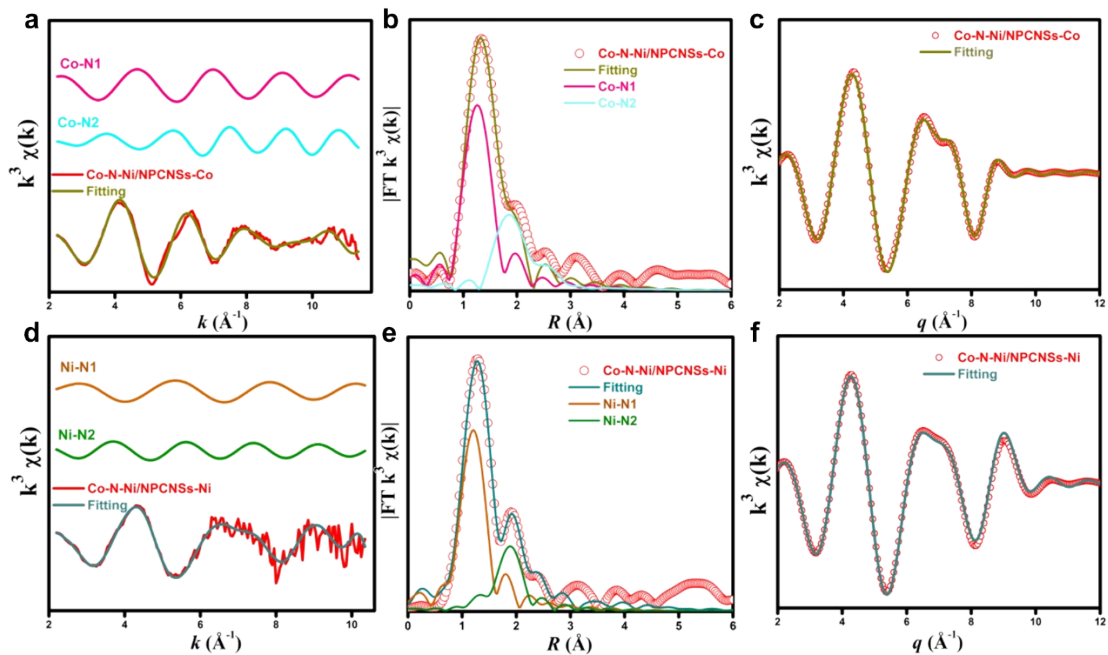 a
Co-N1
Co-N2
Co-N-Ni/NPCNSs-Co
Fitting
k³ χ(k)
2 4 6 8 10
k (Å⁻¹)
b
Co-N-Ni/NPCNSs-Co
Fitting
Co-N1
Co-N2
|FT k³ χ(k)|
0 1 2 3 4 5 6
R (Å)
c
Co-N-Ni/NPCNSs-Co
Fitting
k³ χ(k)
2 4 6 8 10 12
q (Å⁻¹)
d
Ni-N1
Ni-N2
Co-N-Ni/NPCNSs-Ni
Fitting
k³ χ(k)
2 4 6 8 10
k (Å⁻¹)
e
Co-N-Ni/NPCNSs-Ni
Fitting
Ni-N1
Ni-N2
|FT k³ χ(k)|
0 1 2 3 4 5 6
R (Å)
f
Co-N-Ni/NPCNSs-Ni
Fitting
k³ χ(k)
2 4 6 8 10 12
q (Å⁻¹)